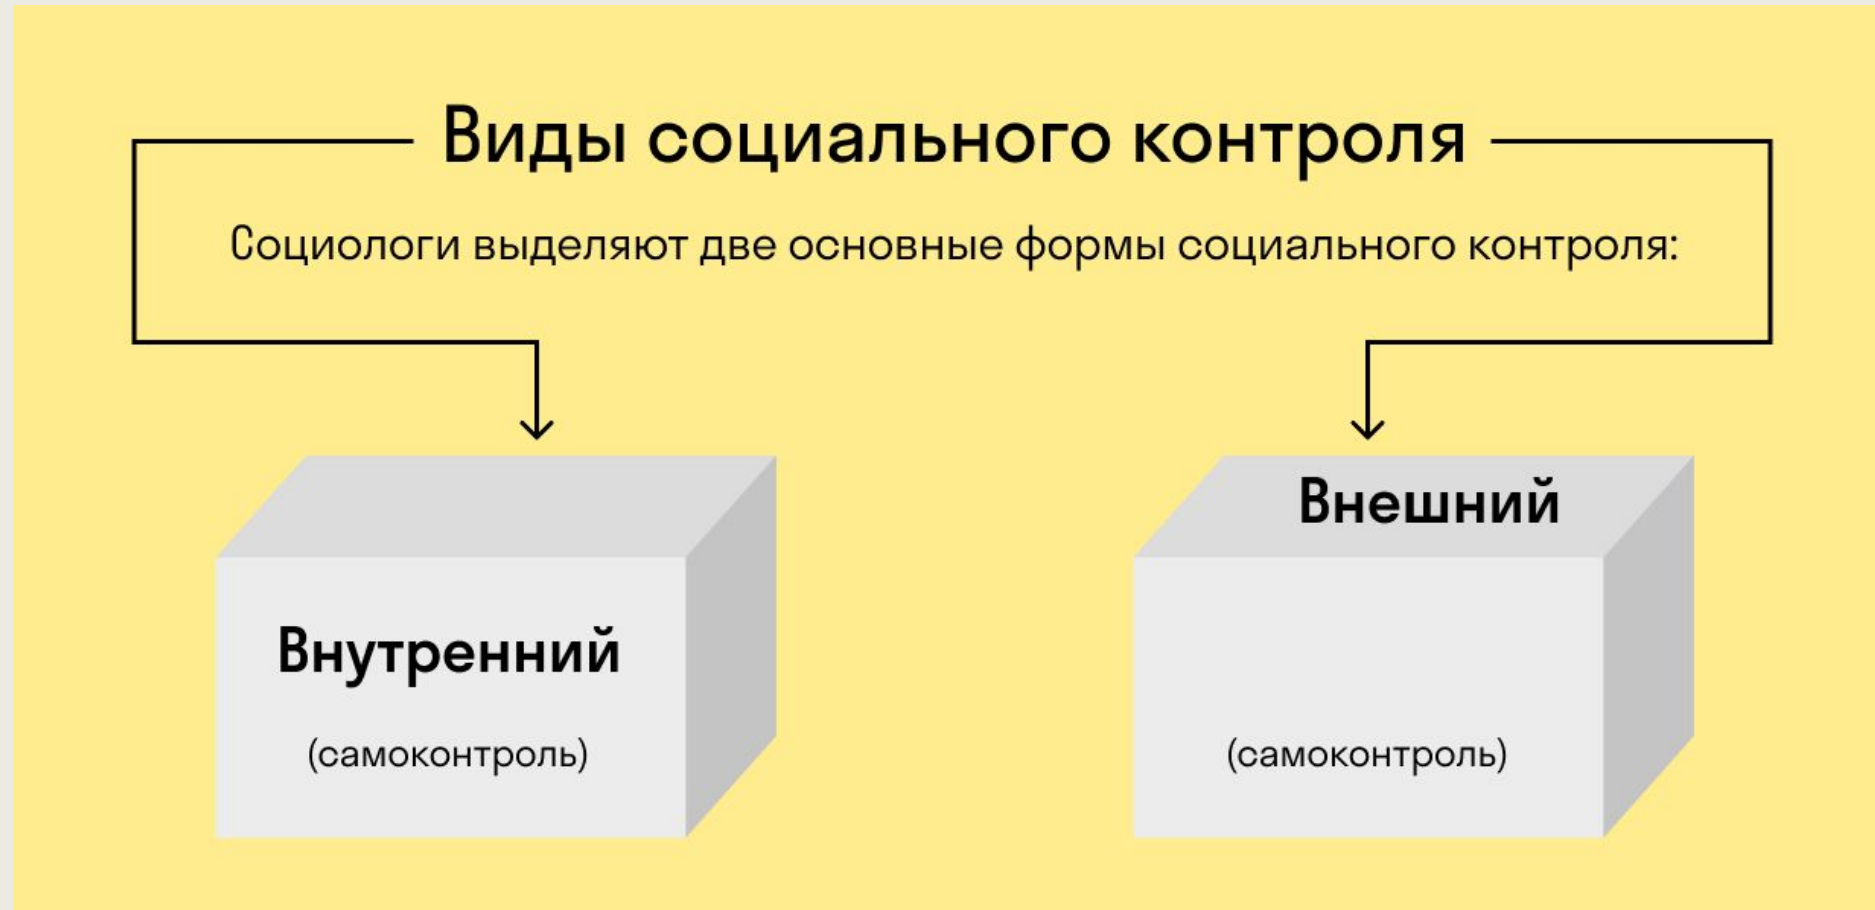 Виды социального контроля
Социологи выделяют две основные формы социального контроля:
Внутренний
(самоконтроль)
Внешний
(самоконтроль)